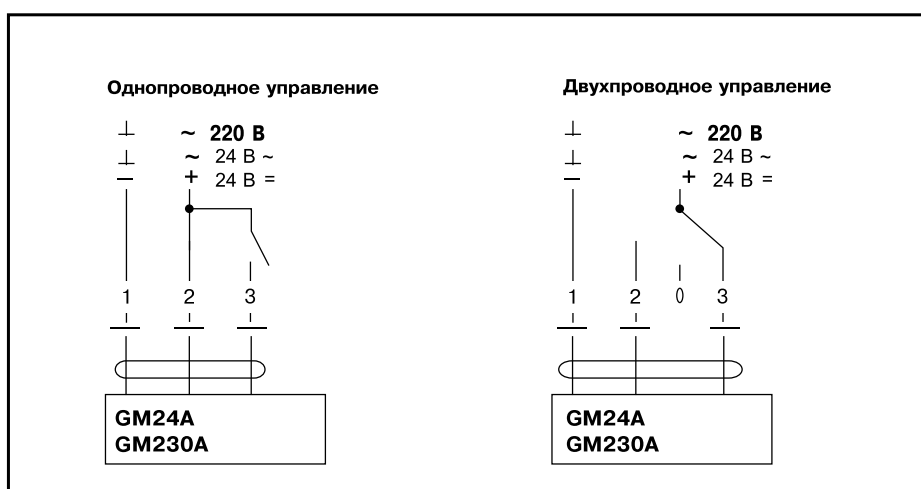 Однопроводное управление
⊥ ~ 220 В
⊥ ~ 24 В ~
− + 24 В =
1 2 3
GM24A
GM230A
Двухпроводное управление
⊥ ~ 220 В
⊥ ~ 24 В ~
− + 24 В =
1 2 0 3
GM24A
GM230A